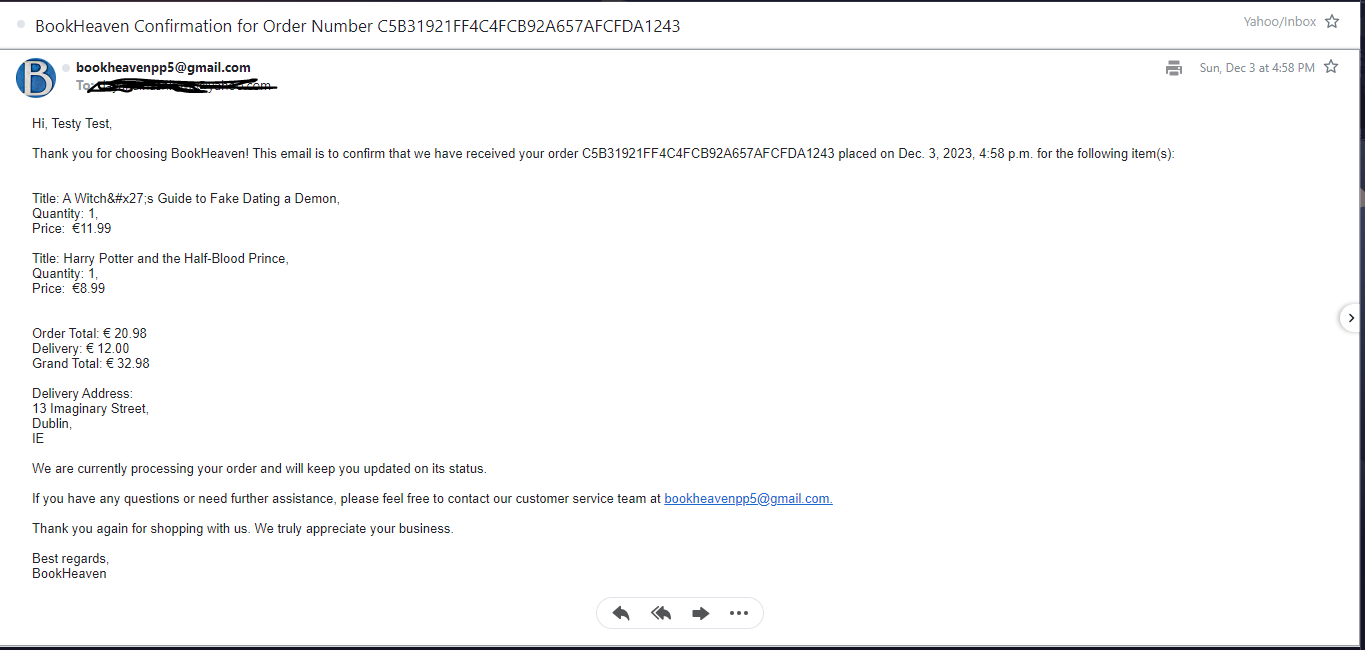 BookHeaven Confirmation for Order Number C5B31921FF4C4FCB92A657AFCFDA1243
Yahoo/Inbox
B
bookheavenpp5@gmail.com
Sun, Dec 3 at 4:58 PM
To:
Hi, Testy Test,
Thank you for choosing BookHeaven! This email is to confirm that we have received your order C5B31921FF4C4FCB92A657AFCFDA1243 placed on Dec. 3, 2023, 4:58 p.m. for the following item(s):
Title: A Witch&#x27;s Guide to Fake Dating a Demon,
Quantity: 1,
Price: €11.99
Title: Harry Potter and the Half-Blood Prince,
Quantity: 1,
Price: €8.99
Order Total: € 20.98
Delivery: € 12.00
Grand Total: € 32.98
Delivery Address:
13 Imaginary Street,
Dublin,
IE
We are currently processing your order and will keep you updated on its status.
If you have any questions or need further assistance, please feel free to contact our customer service team at bookheavenpp5@gmail.com.
Thank you again for shopping with us. We truly appreciate your business.
Best regards,
BookHeaven